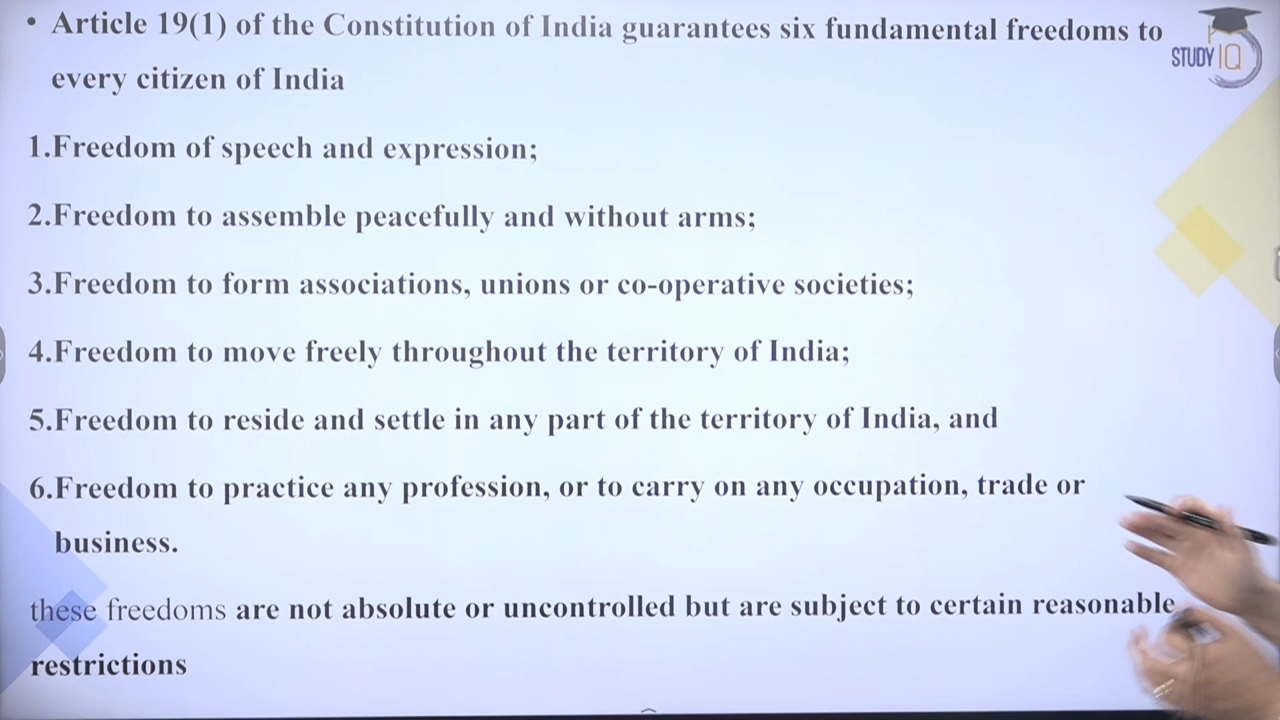 • Article 19(1) of the Constitution of India guarantees six fundamental freedoms to
every citizen of India
STUDY IQ
1.Freedom of speech and expression;
2.Freedom to assemble peacefully and without arms;
3.Freedom to form associations, unions or co-operative societies;
4.Freedom to move freely throughout the territory of India;
5.Freedom to reside and settle in any part of the territory of India, and
6.Freedom to practice any profession, or to carry on any occupation, trade or
business.
these freedoms are not absolute or uncontrolled but are subject to certain reasonable
restrictions